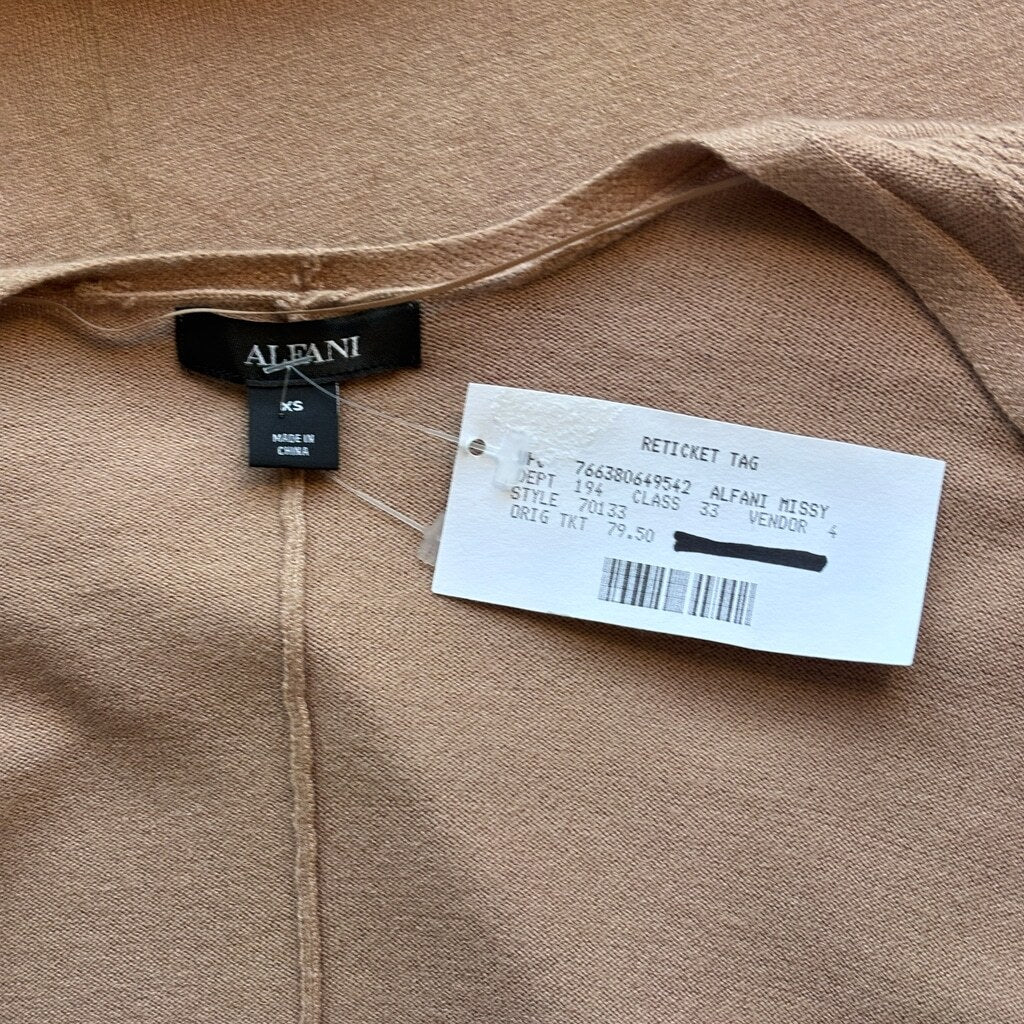 ALFANI
XS
MADE IN
CHINA
RETICKET TAG
766380649542 ALFANI MISSY
DEPT 194 CLASS 33 VENDOR 4
STYLE 70133
ORIG TKT 79.50